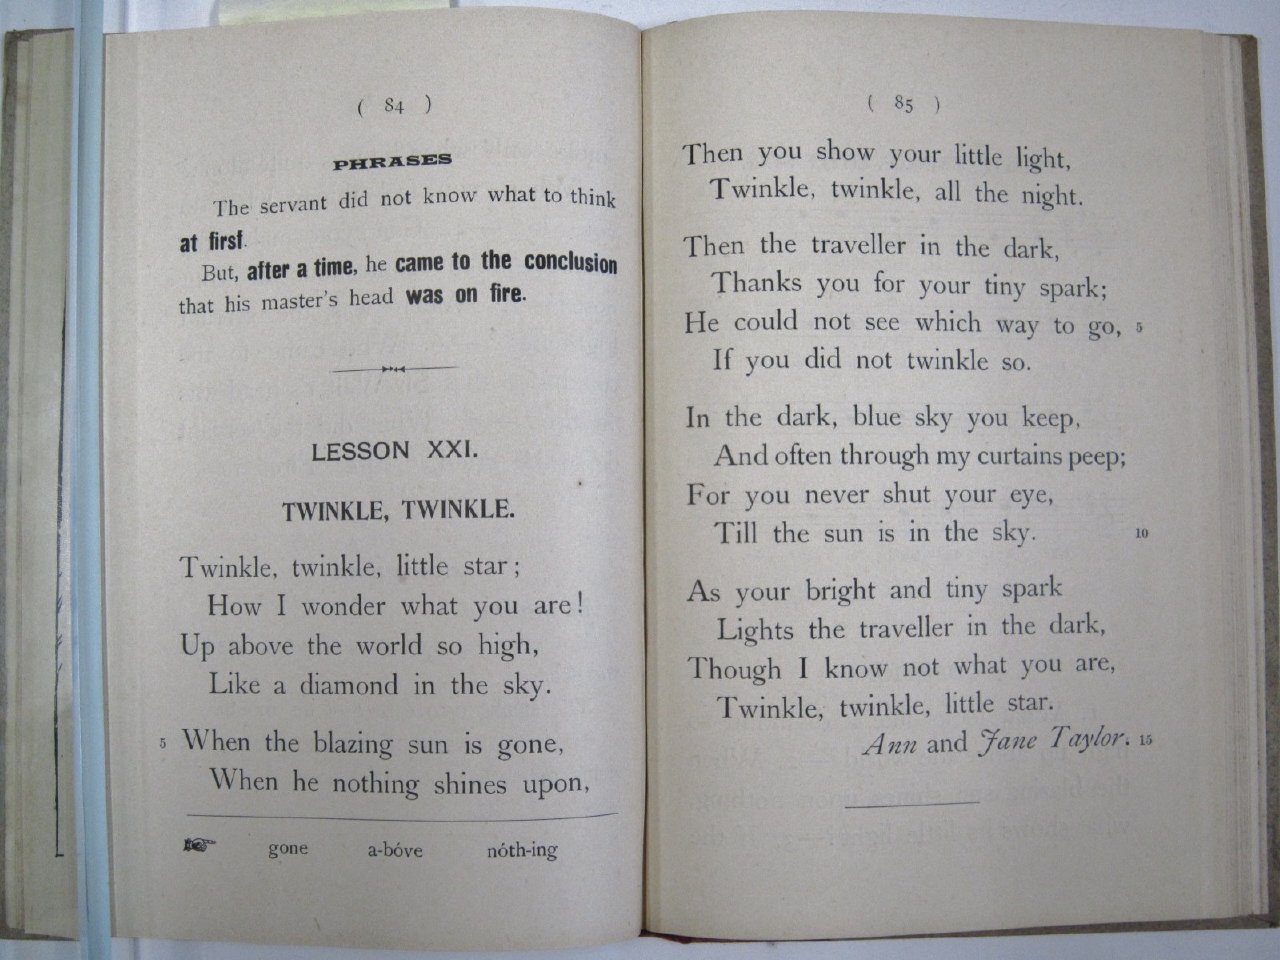 ( 84 )
PHRASES
The servant did not know what to think
at first.
But, after a time, he came to the conclusion
that his master's head was on fire.
LESSON XXI.
TWINKLE, TWINKLE.
Twinkle, twinkle, little star;
How I wonder what you are!
Up above the world so high,
Like a diamond in the sky.
5 When the blazing sun is gone,
When he nothing shines upon,
☞ gone a-bóve nóth-ing
( 85 )
Then you show your little light,
Twinkle, twinkle, all the night.
Then the traveller in the dark,
Thanks you for your tiny spark;
He could not see which way to go, 5
If you did not twinkle so.
In the dark, blue sky you keep,
And often through my curtains peep;
For you never shut your eye,
Till the sun is in the sky. 10
As your bright and tiny spark
Lights the traveller in the dark,
Though I know not what you are,
Twinkle, twinkle, little star.
Ann and Jane Taylor. 15